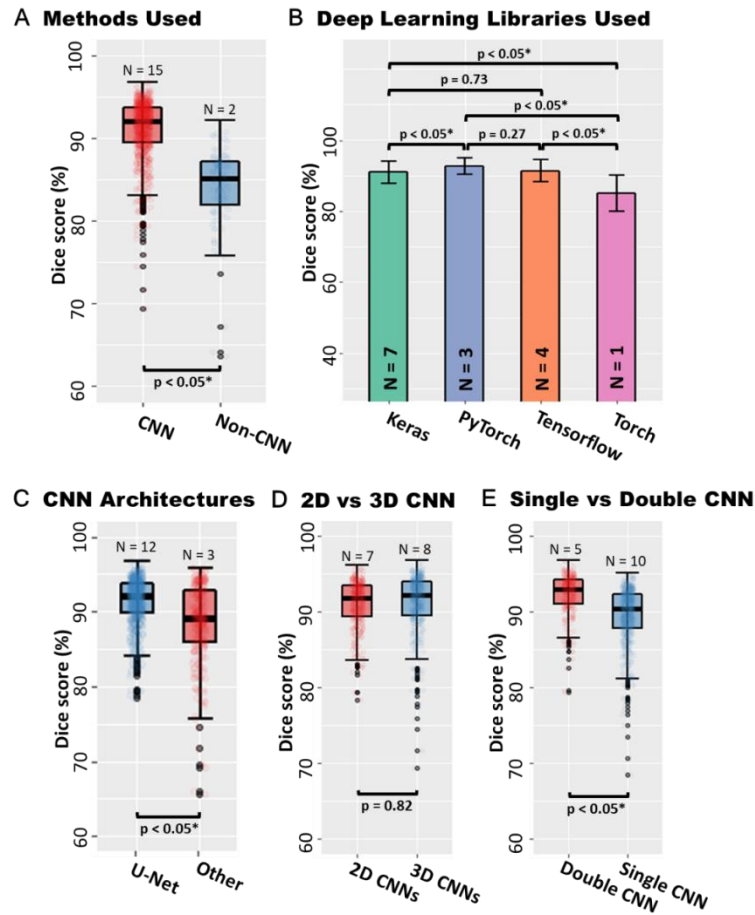 A Methods Used
Dice score (%)
100
90
80
70
60
N = 15
N = 2
p < 0.05*
CNN
Non-CNN
B Deep Learning Libraries Used
Dice score (%)
100
80
60
40
p < 0.05*
p = 0.73
p < 0.05*
p < 0.05*
p = 0.27
p < 0.05*
N = 7
N = 3
N = 4
N = 1
Keras
PyTorch
Tensorflow
Torch
C CNN Architectures
Dice score (%)
100
90
80
70
60
N = 12
N = 3
p < 0.05*
U-Net
Other
D 2D vs 3D CNN
Dice score (%)
100
90
80
70
60
N = 7
N = 8
p = 0.82
2D CNNs
3D CNNs
E Single vs Double CNN
Dice score (%)
100
90
80
70
60
N = 5
N = 10
p < 0.05*
Double CNN
Single CNN